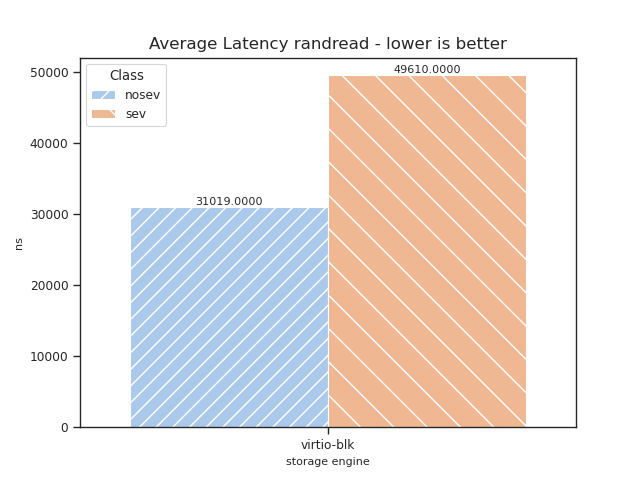 Average Latency randread - lower is better
Class
nosev
sev
50000
40000
30000
20000
10000
0
ns
31019.0000
49610.0000
virtio-blk
storage engine